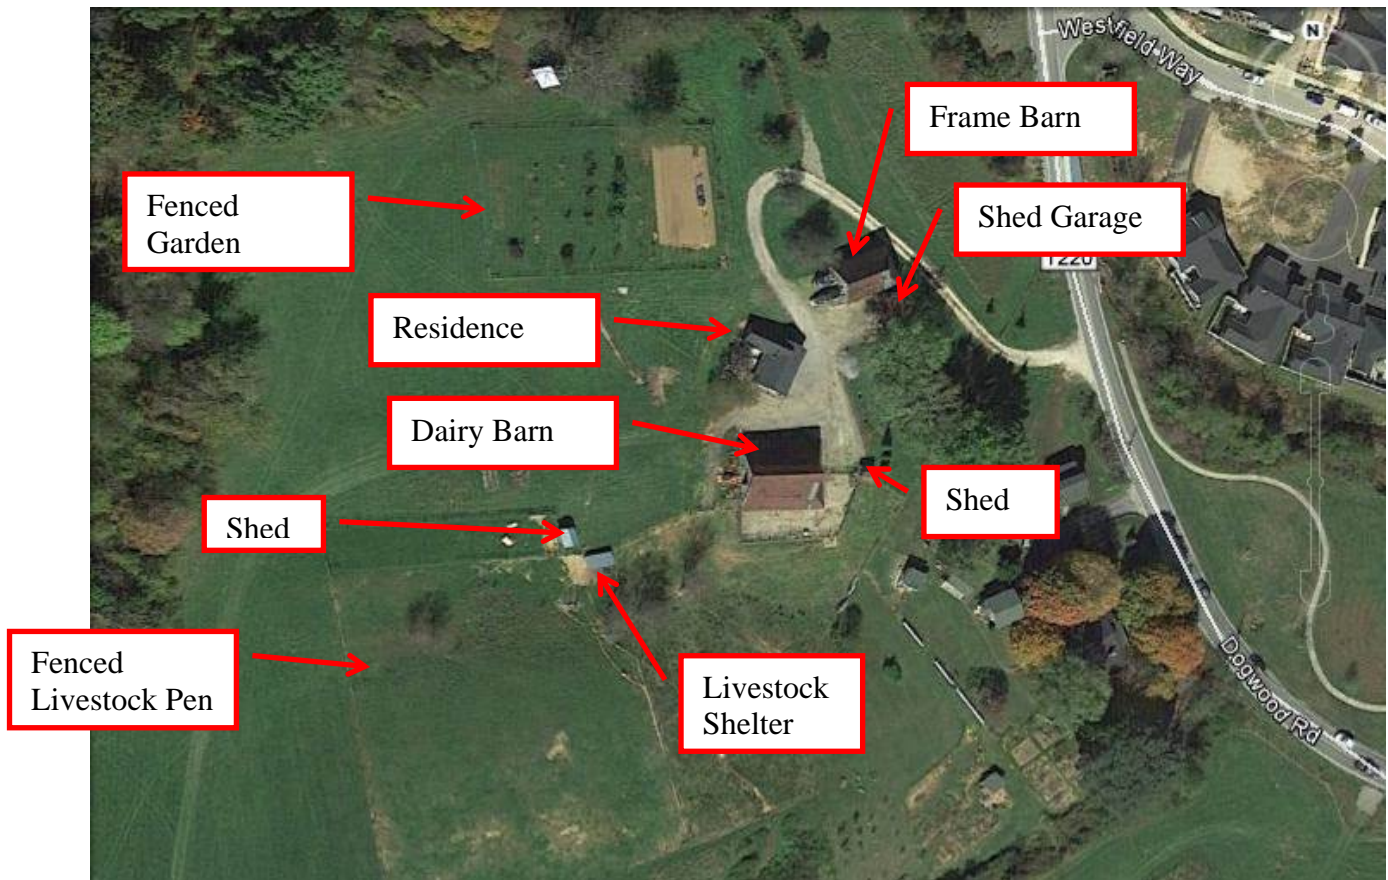 Westfield Way
N
Frame Barn
Fenced
Garden
Shed Garage
T220
Residence
Dairy Barn
Shed
Shed
Fenced
Livestock Pen
Livestock
Shelter
Dogwood Rd